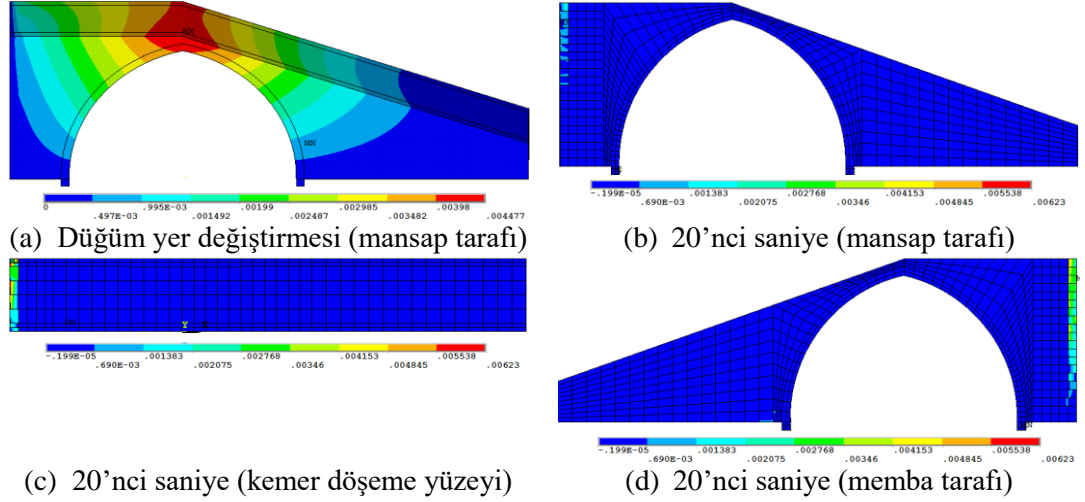 MX
MN
0 .995E-03 .00199 .002985 .00398
.497E-03 .001492 .002487 .003482 .004477
(a) Düğüm yer değiştirmesi (mansap tarafı)
-.199E-05 .001383 .002768 .004153 .005538
.690E-03 .002075 .00346 .004845 .00623
(b) 20’nci saniye (mansap tarafı)
Y X
-.199E-05 .001383 .002768 .004153 .005538
.690E-03 .002075 .00346 .004845 .00623
(c) 20’nci saniye (kemer döşeme yüzeyi)
-.199E-05 .001383 .002768 .004153 .005538
.690E-03 .002075 .00346 .004845 .00623
(d) 20’nci saniye (memba tarafı)